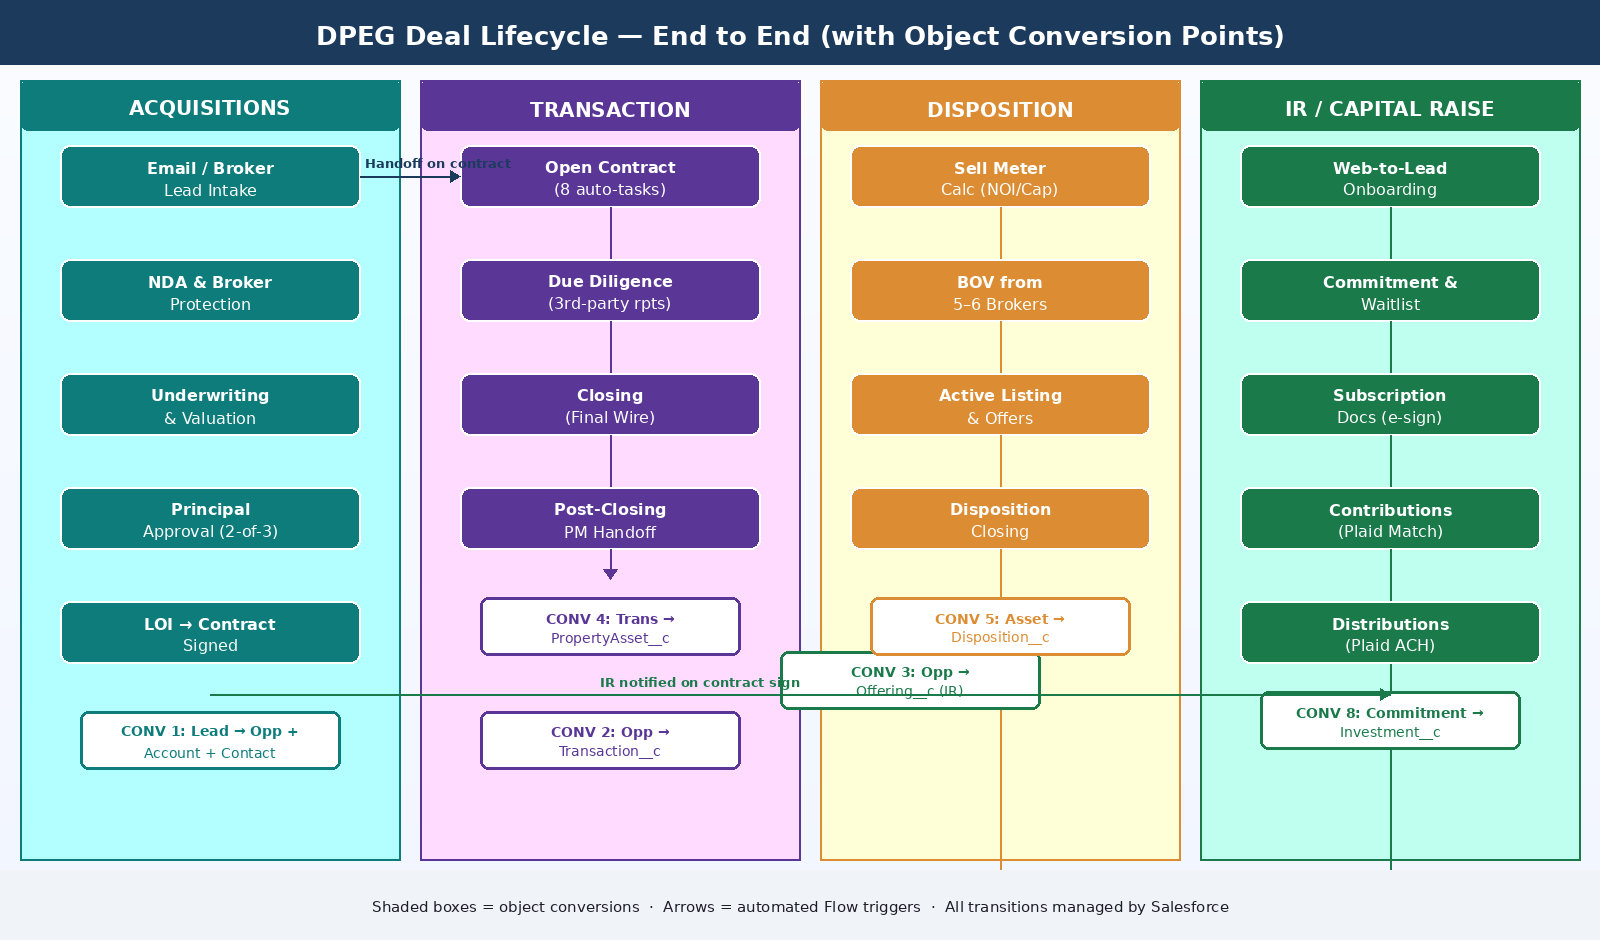 DPEG Deal Lifecycle — End to End (with Object Conversion Points)
ACQUISITIONS
Email / Broker
Lead Intake
NDA & Broker
Protection
Underwriting
& Valuation
Principal
Approval (2-of-3)
LOI → Contract
Signed
CONV 1: Lead → Opp +
Account + Contact
Handoff on contract
TRANSACTION
Open Contract
(8 auto-tasks)
Due Diligence
(3rd-party rpts)
Closing
(Final Wire)
Post-Closing
PM Handoff
CONV 4: Trans →
PropertyAsset__c
IR notified on contract sign
CONV 2: Opp →
Transaction__c
DISPOSITION
Sell Meter
Calc (NOI/Cap)
BOV from
5–6 Brokers
Active Listing
& Offers
Disposition
Closing
CONV 5: Asset →
Disposition__c
CONV 3: Opp →
Offering__c (IR)
IR / CAPITAL RAISE
Web-to-Lead
Onboarding
Commitment &
Waitlist
Subscription
Docs (e-sign)
Contributions
(Plaid Match)
Distributions
(Plaid ACH)
CONV 8: Commitment →
Investment__c
Shaded boxes = object conversions · Arrows = automated Flow triggers · All transitions managed by Salesforce